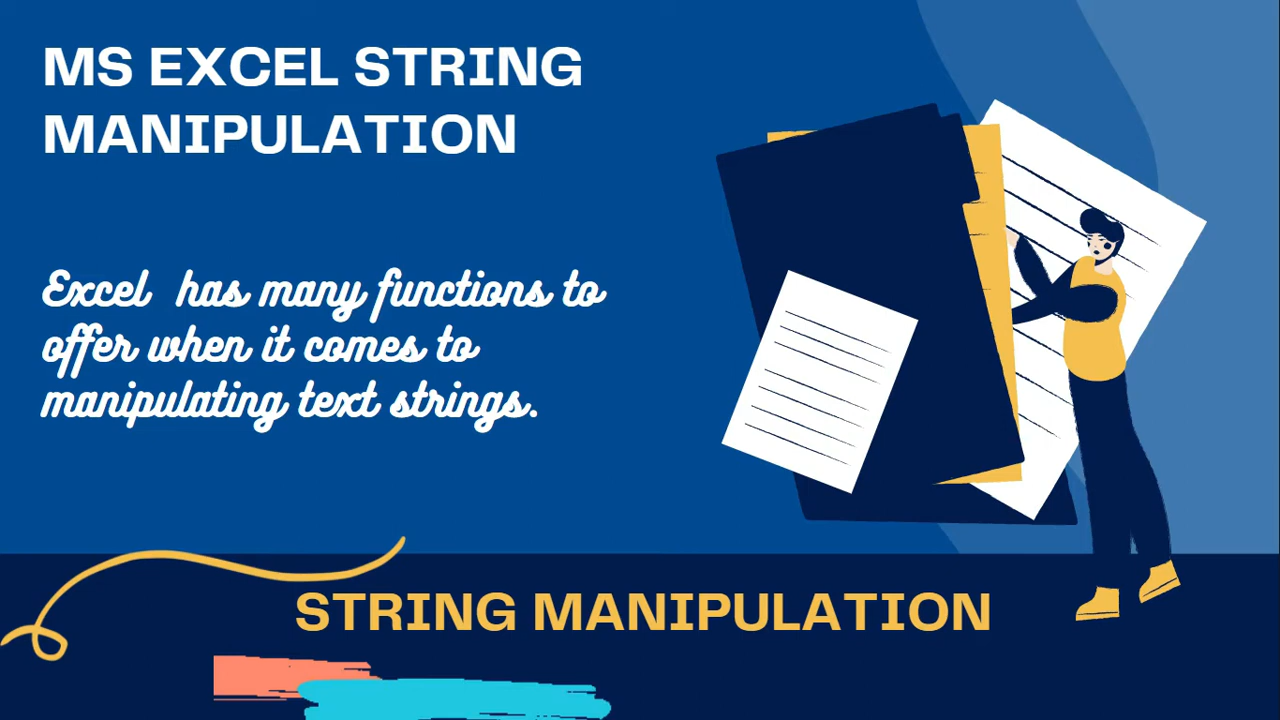 MS EXCEL STRING
MANIPULATION
Excel has many functions to
offer when it comes to
manipulating text strings.
STRING MANIPULATION